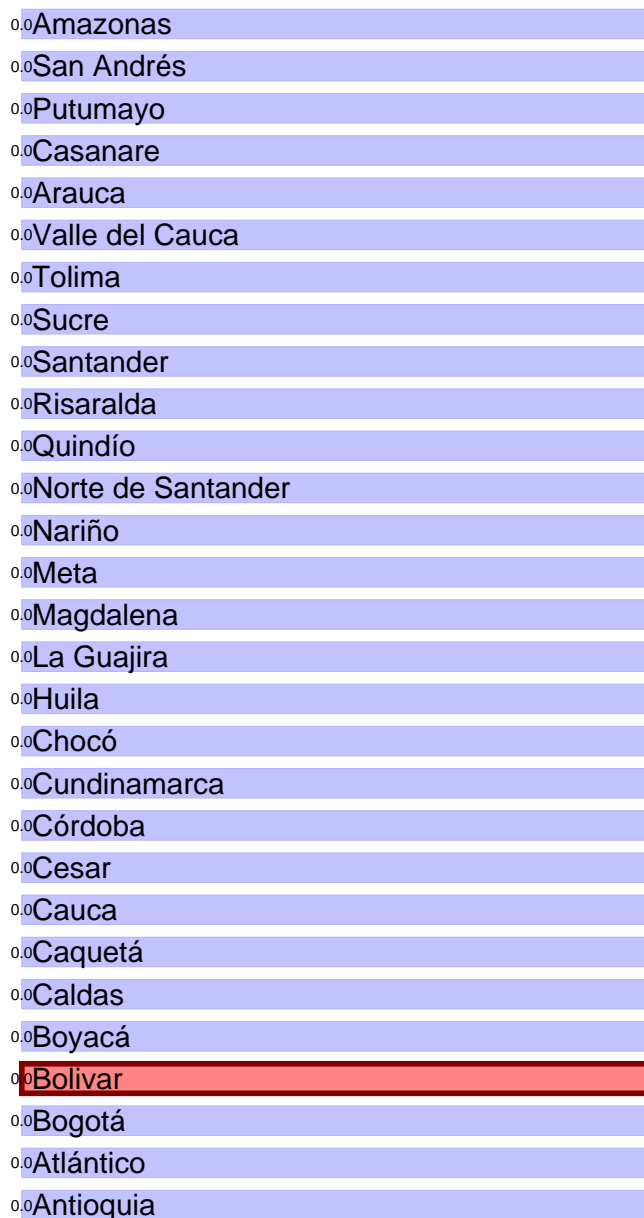 0.0Amazonas
0.0San Andrés
0.0Putumayo
0.0Casanare
0.0Arauca
0.0Valle del Cauca
0.0Tolima
0.0Sucre
0.0Santander
0.0Risaralda
0.0Quindío
0.0Norte de Santander
0.0Nariño
0.0Meta
0.0Magdalena
0.0La Guajira
0.0Huila
0.0Chocó
0.0Cundinamarca
0.0Córdoba
0.0Cesar
0.0Cauca
0.0Caquetá
0.0Caldas
0.0Boyacá
0.0Bolivar
0.0Bogotá
0.0Atlántico
0.0Antioquia